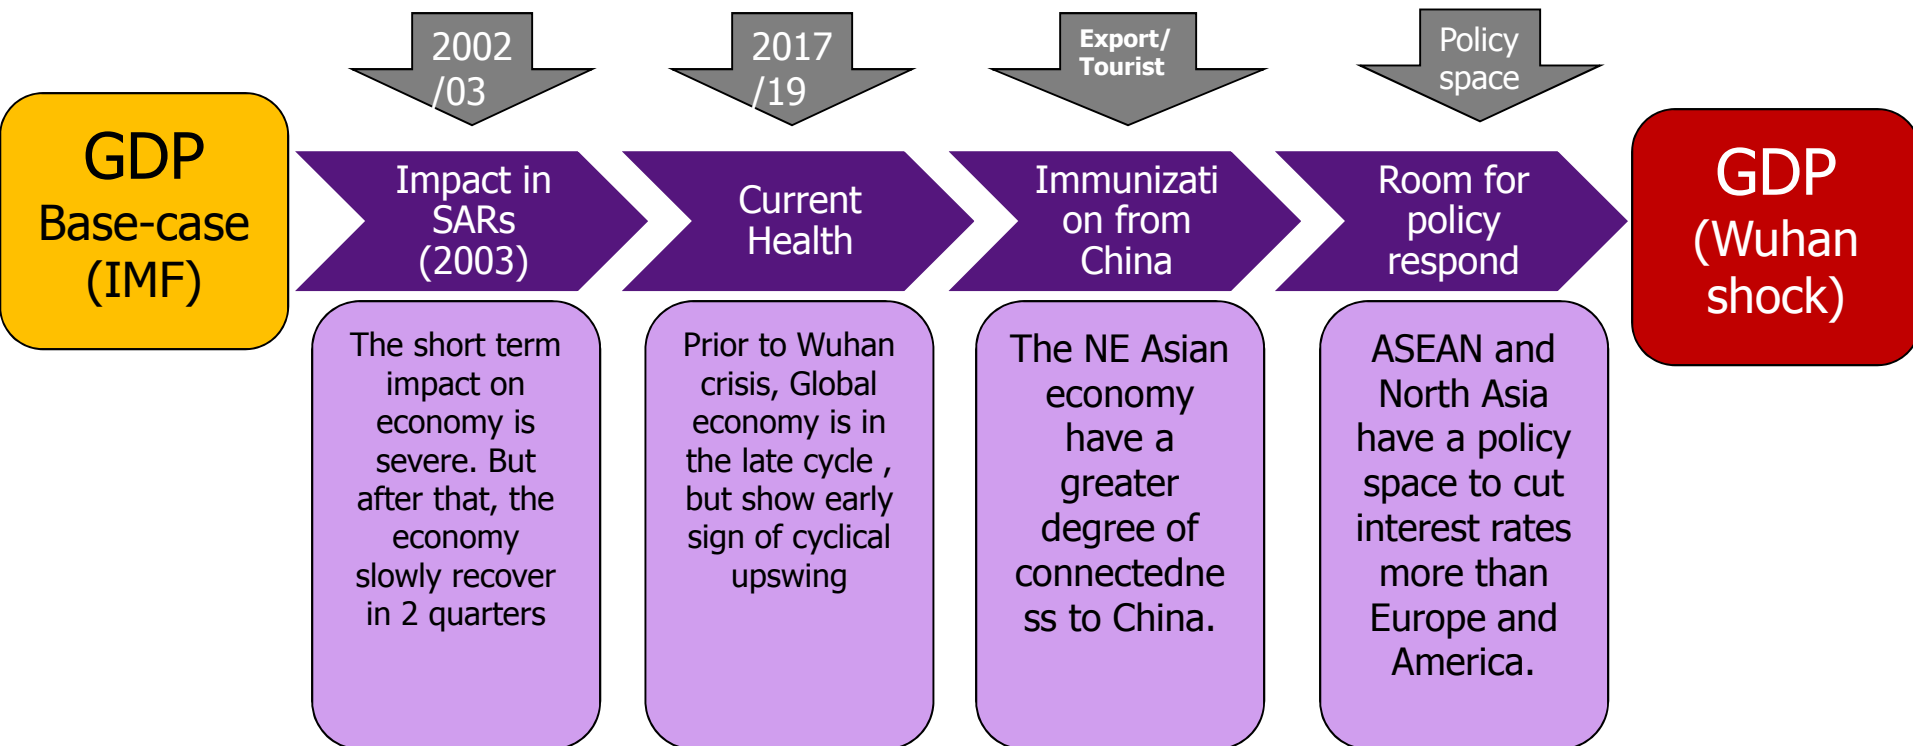 2002
/03
2017
/19
Export/
Tourist
Policy
space
GDP
Base-case
(IMF)
Impact in
SARs
(2003)
Current
Health
Immunizati
on from
China
Room for
policy
respond
GDP
(Wuhan
shock)
The short term
impact on
economy is
severe. But
after that, the
economy
slowly recover
in 2 quarters
Prior to Wuhan
crisis, Global
economy is in
the late cycle ,
but show early
sign of cyclical
upswing
The NE Asian
economy
have a
greater
degree of
connectedne
ss to China.
ASEAN and
North Asia
have a policy
space to cut
interest rates
more than
Europe and
America.